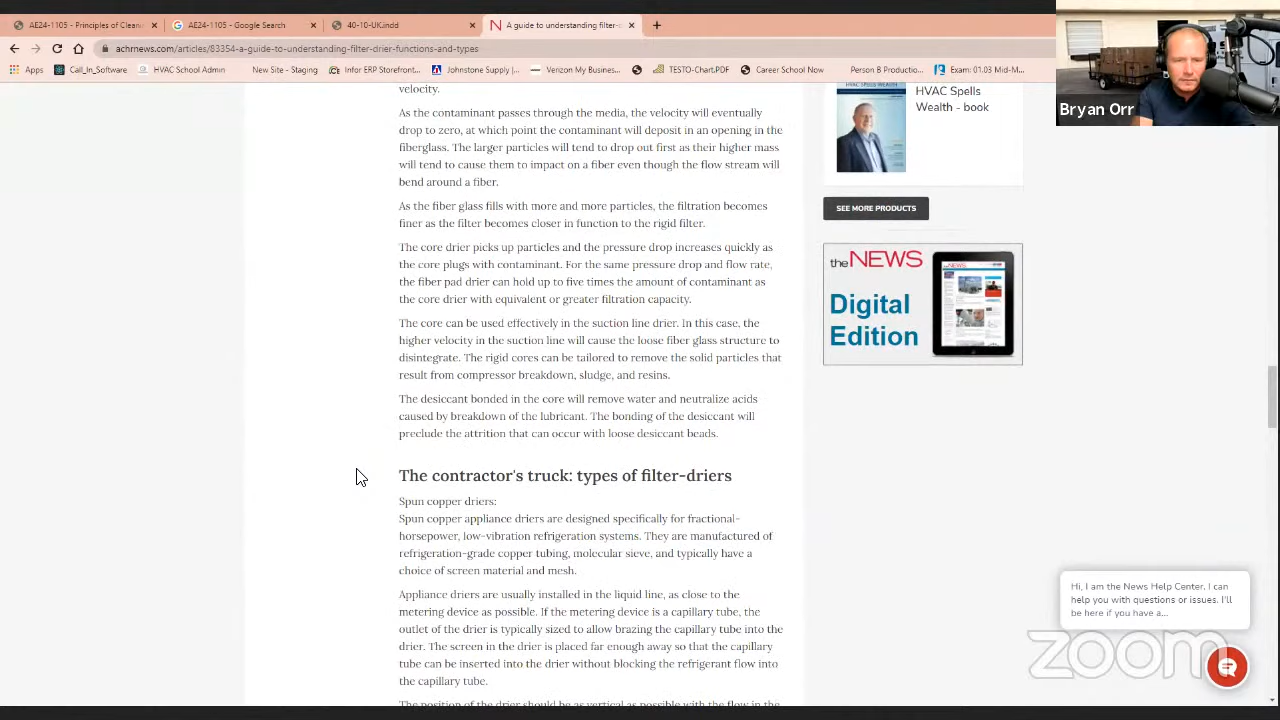 AE24-1105 - Principles of Clean
AE24-1105 - Google Search
40-10-UK.indd
A guide to understanding filter-
achrnews.com/articles/83354-a-guide-to-understanding-filter-drier-functions-and-types
Apps
Call_In_Software
HVAC School Admin
New Site - Staging
Infor ERP Storefront...
Johnstone Supply |...
Verizon My Business...
TESTO-Chart.PDF
Career School Now
Person B Productio...
Exam: 01.03 Mid-M...
Bryan Orr
velocity.
As the contaminant passes through the media, the velocity will eventually
drop to zero, at which point the contaminant will deposit in an opening in the
fiberglass. The larger particles will tend to drop out first as their higher mass
will tend to cause them to impact on a fiber even though the flow stream will
bend around a fiber.
As the fiber glass fills with more and more particles, the filtration becomes
finer as the filter becomes closer in function to the rigid filter.
The core drier picks up particles and the pressure drop increases quickly as
the core plugs with contaminant. For the same pressure drop and flow rate,
the fiber pad drier can hold up to five times the amount of contaminant as
the core drier with equivalent or greater filtration capacity.
The core can be used effectively in the suction line drier. In this case, the
higher velocity in the suction line will cause the loose fiber glass structure to
disintegrate. The rigid cores can be tailored to remove the solid particles that
result from compressor breakdown, sludge, and resins.
The desiccant bonded in the core will remove water and neutralize acids
caused by breakdown of the lubricant. The bonding of the desiccant will
preclude the attrition that can occur with loose desiccant beads.
The contractor's truck: types of filter-driers
Spun copper driers:
Spun copper appliance driers are designed specifically for fractional-
horsepower, low-vibration refrigeration systems. They are manufactured of
refrigeration-grade copper tubing, molecular sieve, and typically have a
choice of screen material and mesh.
Appliance driers are usually installed in the liquid line, as close to the
metering device as possible. If the metering device is a capillary tube, the
outlet of the drier is typically sized to allow brazing the capillary tube into the
drier. The screen in the drier is placed far enough away so that the capillary
tube can be inserted into the drier without blocking the refrigerant flow into
the capillary tube.
The position of the drier should be as vertical as possible with the flow in the
HVAC Spells
Wealth - book
SEE MORE PRODUCTS
the NEWS
Digital
Edition
Hi, I am the News Help Center. I can
help you with questions or issues. I'll
be here if you have a...
zoom